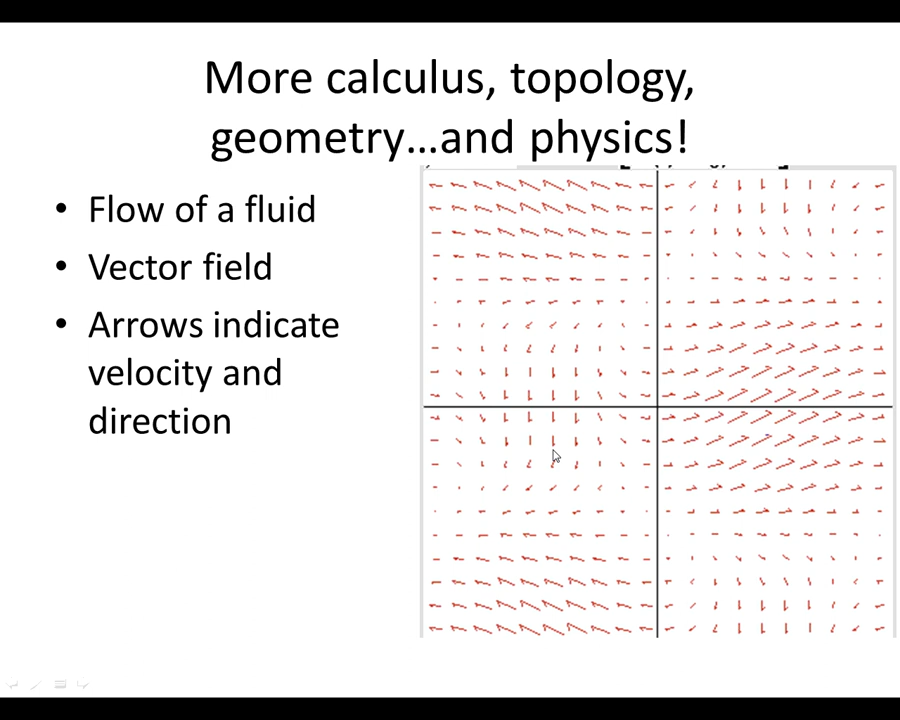 More calculus, topology,
geometry…and physics!
• Flow of a fluid
• Vector field
• Arrows indicate
velocity and
direction